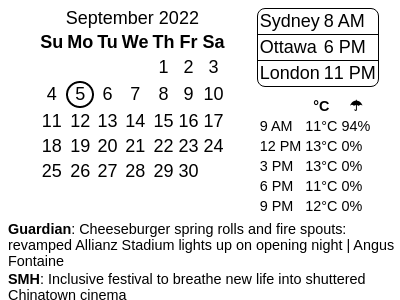 September 2022
Su Mo Tu We Th Fr Sa
1 2 3
4 5 6 7 8 9 10
11 12 13 14 15 16 17
18 19 20 21 22 23 24
25 26 27 28 29 30
Sydney 8 AM
Ottawa 6 PM
London 11 PM
°C ☂
9 AM 11°C 94%
12 PM 13°C 0%
3 PM 13°C 0%
6 PM 11°C 0%
9 PM 12°C 0%
Guardian: Cheeseburger spring rolls and fire spouts:
revamped Allianz Stadium lights up on opening night | Angus
Fontaine
SMH: Inclusive festival to breathe new life into shuttered
Chinatown cinema